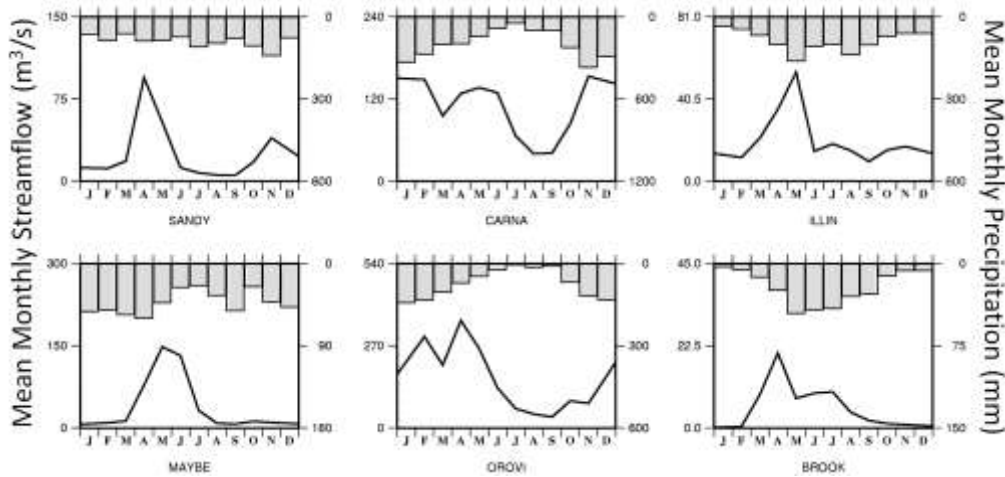 Mean Monthly Streamflow (m³/s)
150 0
75 300
0 600
J F M A M J J A S O N D
SANDY
240 0
120 600
0 1200
J F M A M J J A S O N D
CARNA
81.0 0
40.5 300
0.0 600
J F M A M J J A S O N D
ILLIN
300 0
150 90
0 180
J F M A M J J A S O N D
MAYBE
540 0
270 300
0 600
J F M A M J J A S O N D
OROVI
45.0 0
22.5 75
0.0 150
J F M A M J J A S O N D
BROOK
Mean Monthly Precipitation (mm)